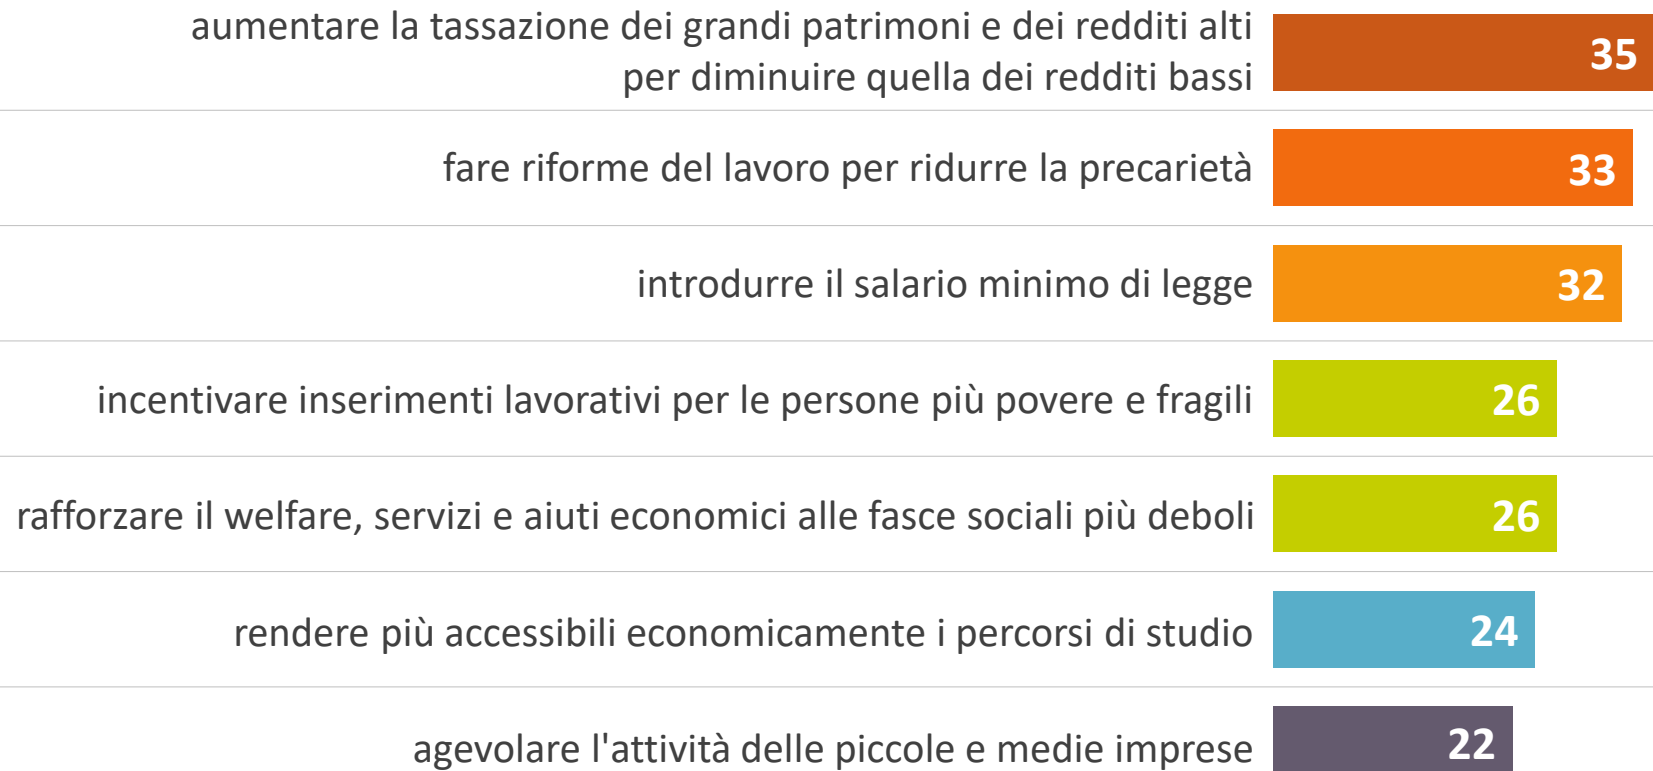 aumentare la tassazione dei grandi patrimoni e dei redditi alti
per diminuire quella dei redditi bassi
35
fare riforme del lavoro per ridurre la precarietà
33
introdurre il salario minimo di legge
32
incentivare inserimenti lavorativi per le persone più povere e fragili
26
rafforzare il welfare, servizi e aiuti economici alle fasce sociali più deboli
26
rendere più accessibili economicamente i percorsi di studio
24
agevolare l'attività delle piccole e medie imprese
22